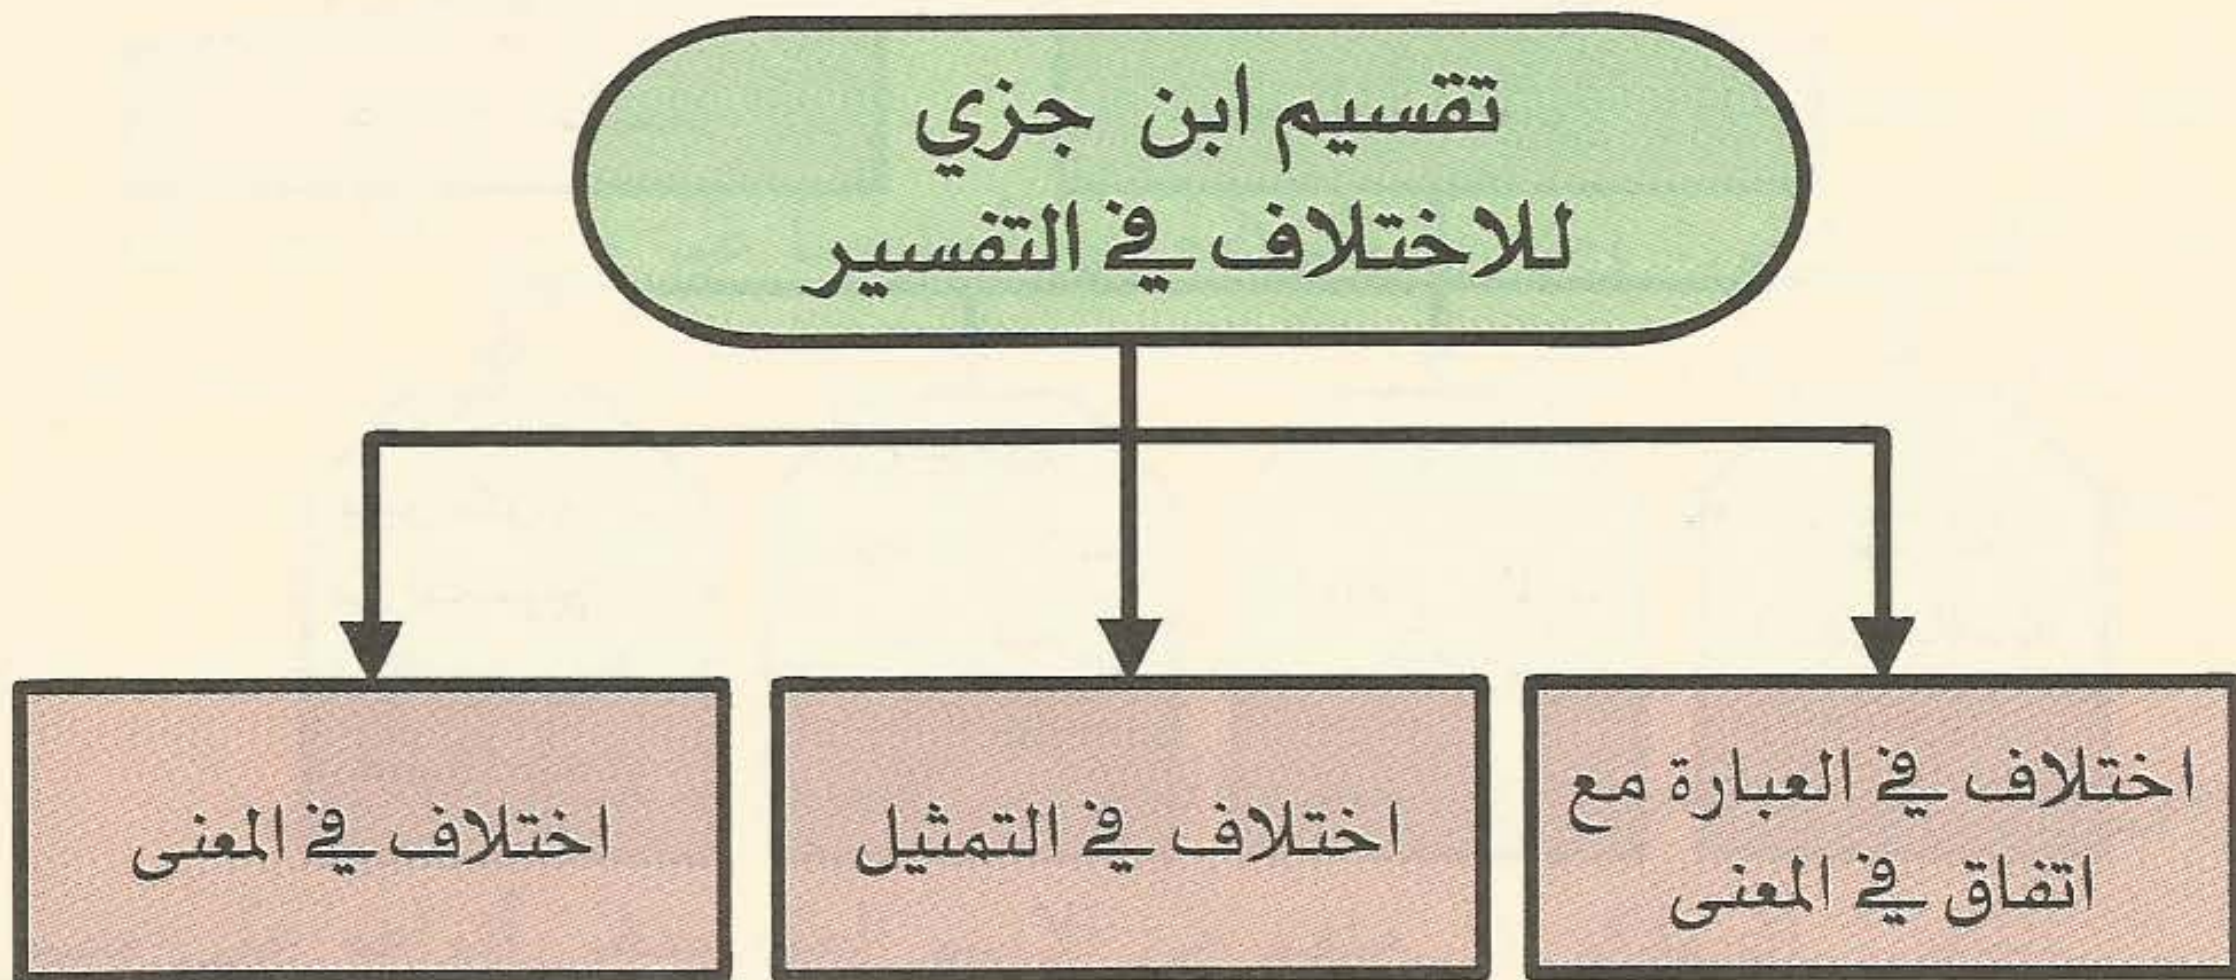 تقسيم ابن جزي
للاختلاف في التفسير
اختلاف في العبارة مع
اتفاق في المعنى
اختلاف في التمثيل
اختلاف في المعنى